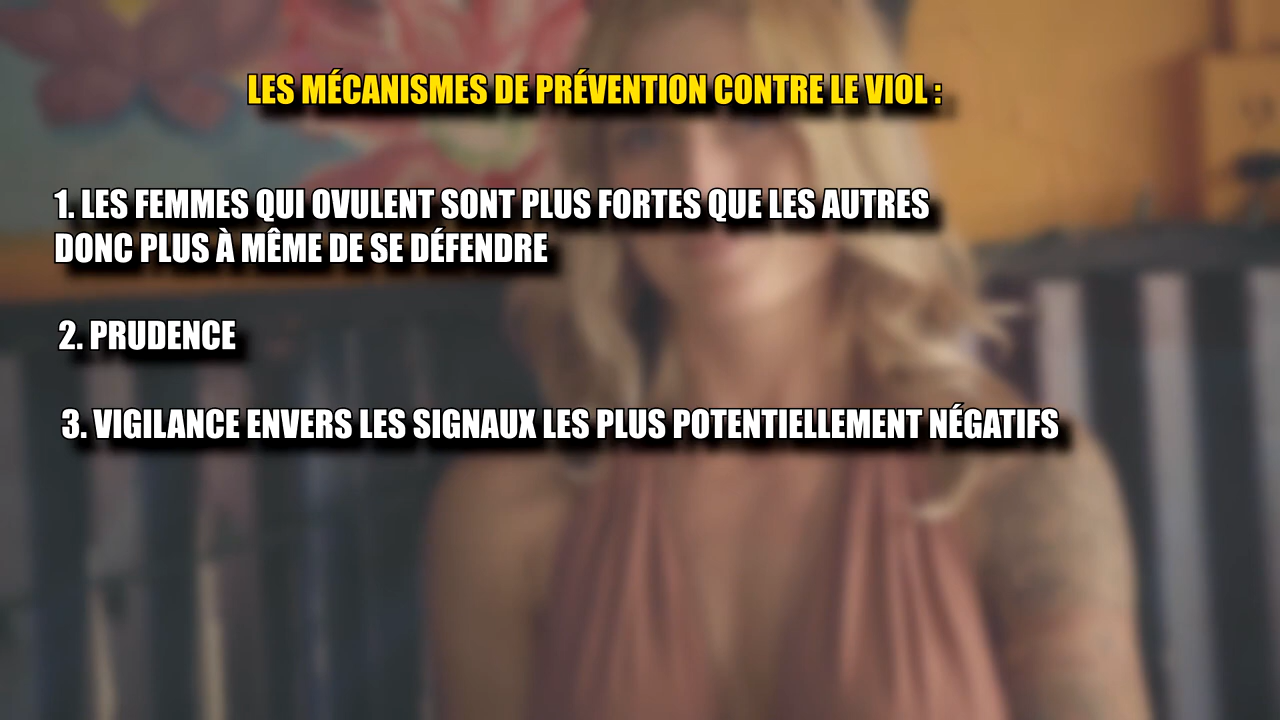 LES MÉCANISMES DE PRÉVENTION CONTRE LE VIOL :
1. LES FEMMES QUI OVULENT SONT PLUS FORTES QUE LES AUTRES
DONC PLUS À MÊME DE SE DÉFENDRE
2. PRUDENCE
3. VIGILANCE ENVERS LES SIGNAUX LES PLUS POTENTIELLEMENT NÉGATIFS